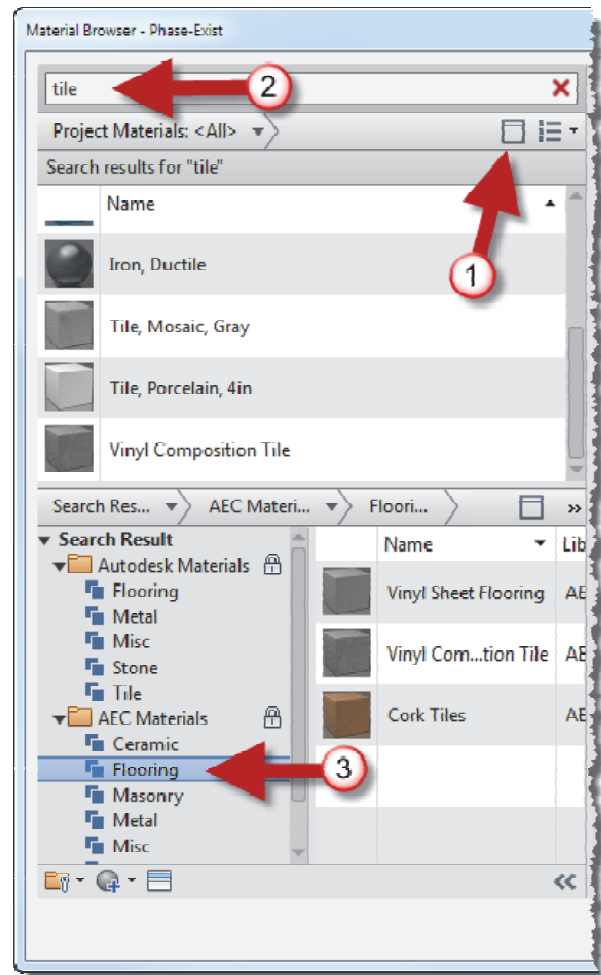 Material Browser - Phase-Exist
tile
2
Project Materials: <All>
Search results for "tile"
Name
1
Iron, Ductile
Tile, Mosaic, Gray
Tile, Porcelain, 4in
Vinyl Composition Tile
Search Res... AEC Materi... Floori... »
Search Result
Autodesk Materials
Flooring
Metal
Misc
Stone
Tile
AEC Materials
Ceramic
Flooring
3
Masonry
Metal
Misc
Name Lib
Vinyl Sheet Flooring AE
Vinyl Com...tion Tile AE
Cork Tiles AE